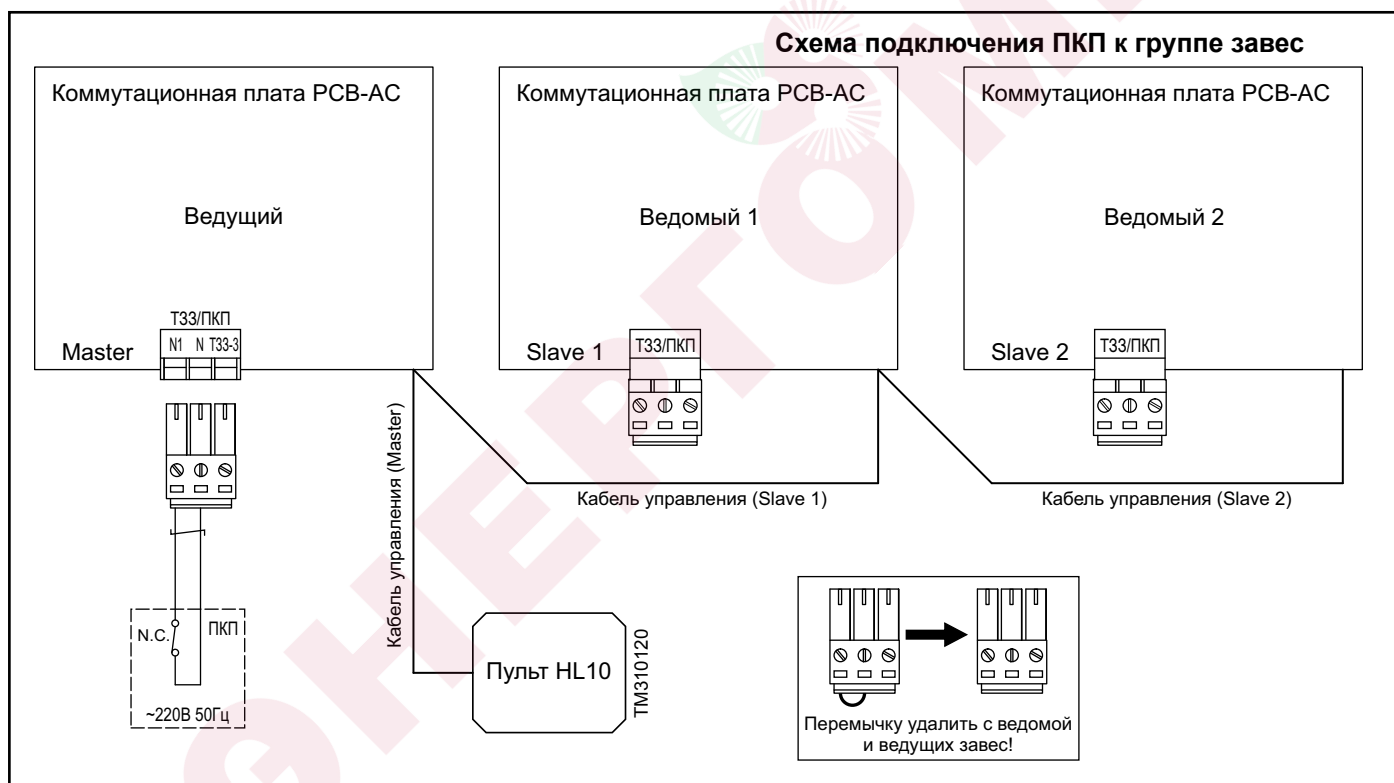 Схема подключения ПКП к группе завес
Коммутационная плата PCB-AC
Ведущий
ТЗЗ/ПКП
N1 N ТЗЗ-3
Master
Коммутационная плата PCB-AC
Ведомый 1
Slave 1
ТЗЗ/ПКП
Коммутационная плата PCB-AC
Ведомый 2
Slave 2
ТЗЗ/ПКП
Кабель управления (Master)
Кабель управления (Slave 1)
Кабель управления (Slave 2)
N.C.
ПКП
~220В 50Гц
Пульт HL10
TM310120
Перемычку удалить с ведомой
и ведущих завес!